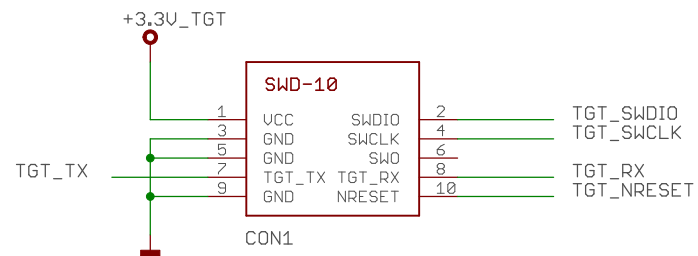 +3.3V_TGT
SWD-10
1 VCC SWDIO 2 TGT_SWDIO
3 GND SWCLK 4 TGT_SWCLK
5 GND SWO 6
TGT_TX 7 TGT_TX TGT_RX 8 TGT_RX
9 GND NRESET 10 TGT_NRESET
CON1